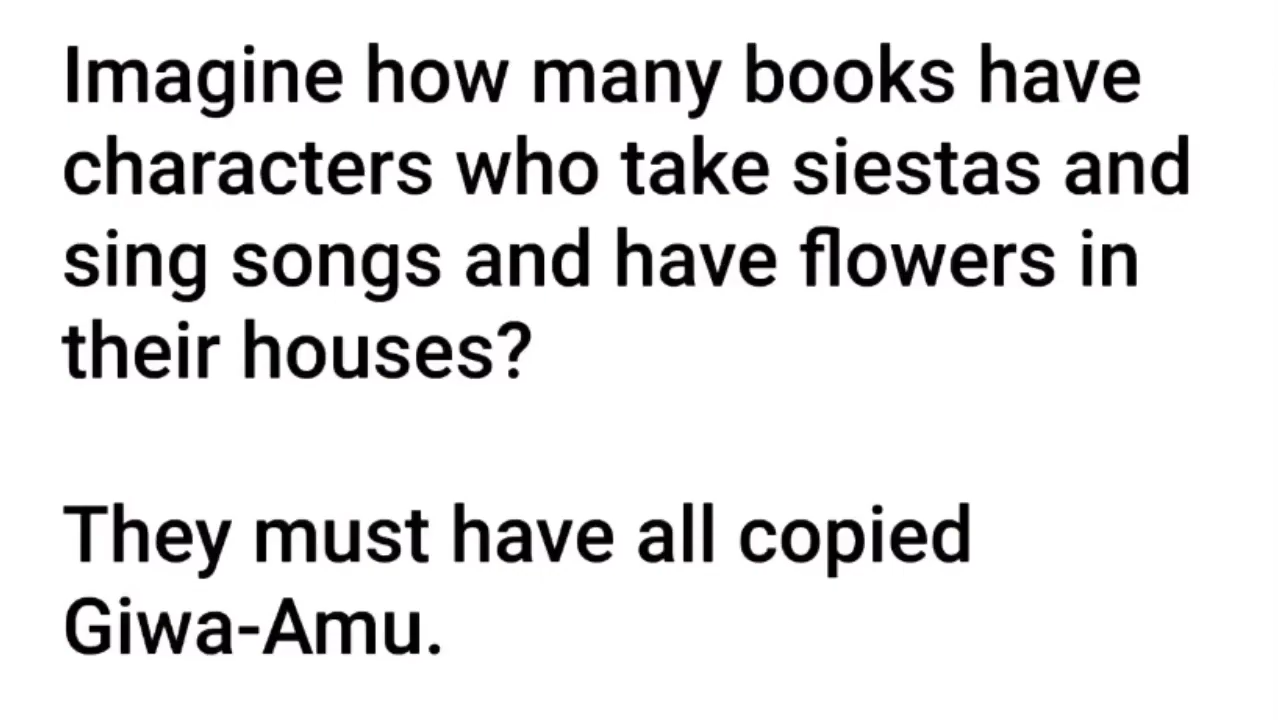 Imagine how many books have
characters who take siestas and
sing songs and have flowers in
their houses?
They must have all copied
Giwa-Amu.